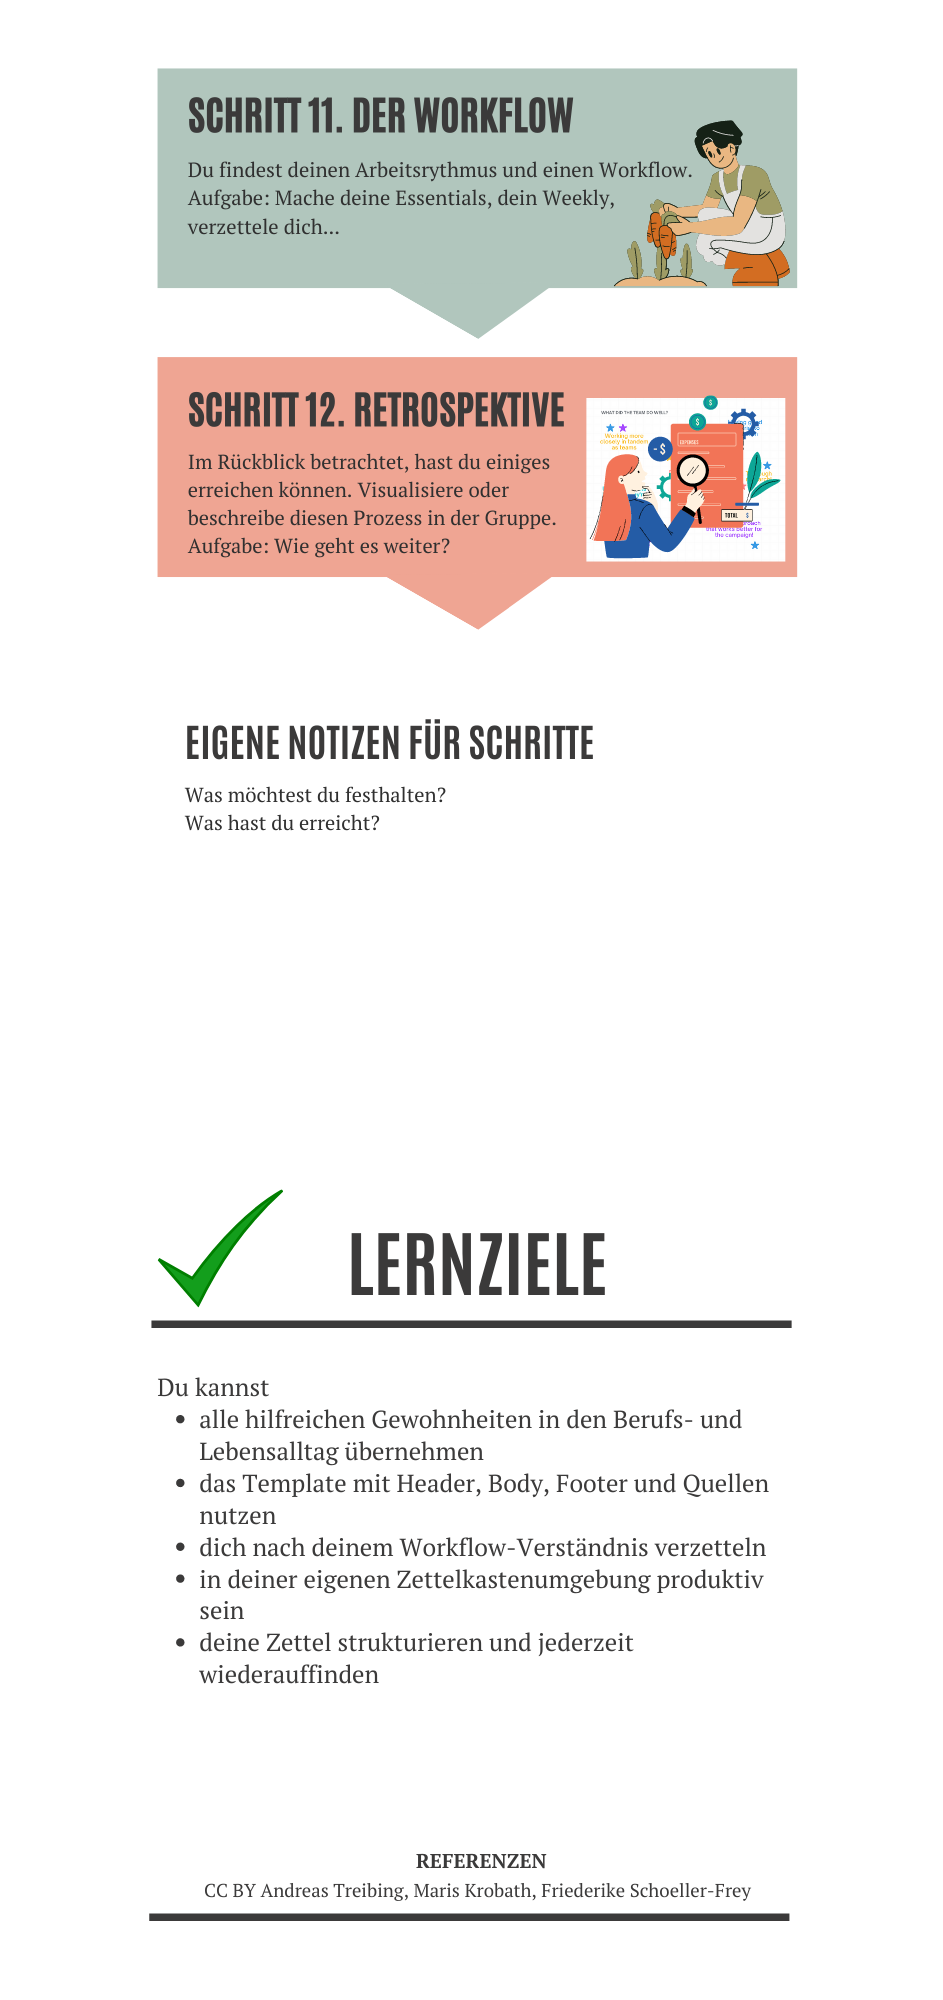 SCHRITT 11. DER WORKFLOW
Du findest deinen Arbeitsrythmus und einen Workflow.
Aufgabe: Mache deine Essentials, dein Weekly,
verzettele dich...
SCHRITT 12. RETROSPEKTIVE
Im Rückblick betrachtet, hast du einiges
erreichen können. Visualisiere oder
beschreibe diesen Prozess in der Gruppe.
Aufgabe: Wie geht es weiter?
WHAT DID THE TEAM DO WELL?
Working more
closely in tandem
as teams
$
$
- $
EXPENSES
TOTAL $
that works better for
the campaign!
EIGENE NOTIZEN FÜR SCHRITTE
Was möchtest du festhalten?
Was hast du erreicht?
LERNZIELE
Du kannst
• alle hilfreichen Gewohnheiten in den Berufs- und
Lebensalltag übernehmen
• das Template mit Header, Body, Footer und Quellen
nutzen
• dich nach deinem Workflow-Verständnis verzetteln
• in deiner eigenen Zettelkastenumgebung produktiv
sein
• deine Zettel strukturieren und jederzeit
wiederauffinden
REFERENZEN
CC BY Andreas Treibing, Maris Krobath, Friederike Schoeller-Frey